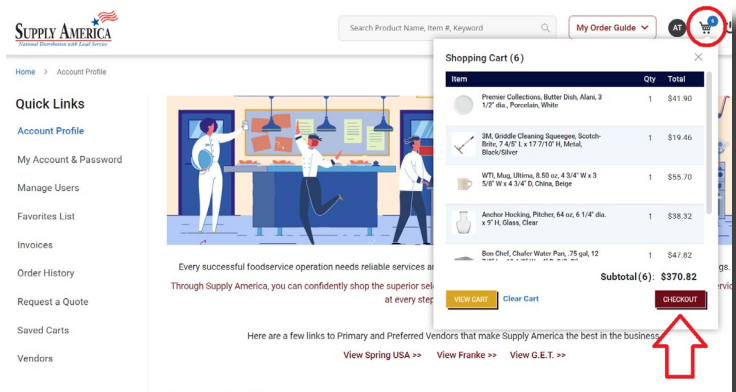 SUPPLY AMERICA
National Distribution with Local Service
Search Product Name, Item #, Keyword
My Order Guide
AT
6
Home > Account Profile
Quick Links
Account Profile
My Account & Password
Manage Users
Favorites List
Invoices
Order History
Request a Quote
Saved Carts
Vendors
Shopping Cart (6)
Item Qty Total
Premier Collections, Butter Dish, Alani, 3
1/2" dia., Porcelain, White
1 $41.90
3M, Griddle Cleaning Squeegee, Scotch-
Brite, 7 4/5" L x 17 7/10" H, Metal,
Black/Silver
1 $19.46
WTI, Mug, Ultima, 8.50 oz, 4 3/4" W x 3
5/8" W x 4 3/4" D, China, Beige
1 $55.70
Anchor Hocking, Pitcher, 64 oz, 6 1/4" dia.
x 9" H, Glass, Clear
1 $38.32
Bon Chef, Chafer Water Pan, .75 gal, 12
1 $47.82
Subtotal(6): $370.82
VIEW CART Clear Cart CHECKOUT
Every successful foodservice operation needs reliable services a
gs.
Through Supply America, you can confidently shop the superior sel
at every step
Here are a few links to Primary and Preferred Vendors that make Supply America the best in the business.
View Spring USA >> View Franke >> View G.E.T. >>